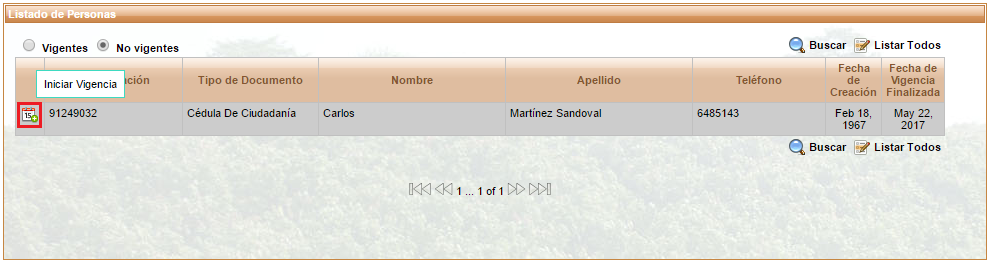 Listado de Personas
Vigentes No vigentes Buscar Listar Todos
Iniciar Vigencia
ación Tipo de Documento Nombre Apellido Teléfono Fecha de Creación Fecha de Vigencia Finalizada
15 91249032 Cédula De Ciudadanía Carlos Martínez Sandoval 6485143 Feb 18, 1967 May 22, 2017
Buscar Listar Todos
1 ... 1 of 1